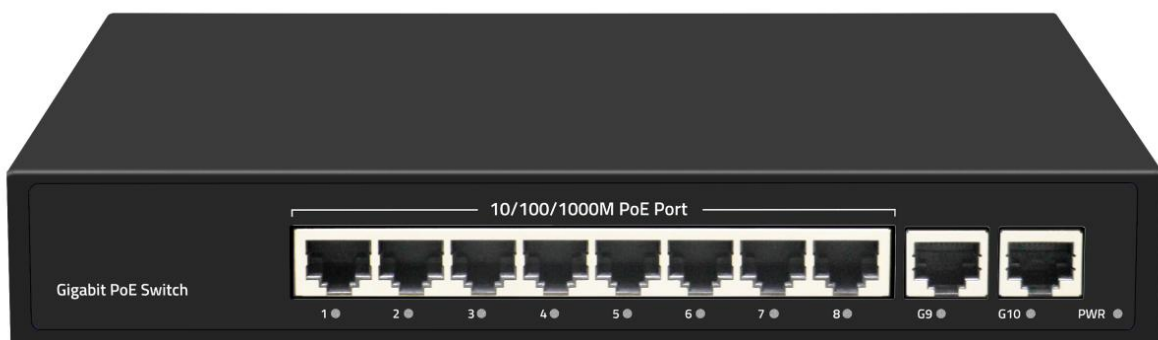 10/100/1000M PoE Port
Gigabit PoE Switch
1 2 3 4 5 6 7 8 G9 G10 PWR